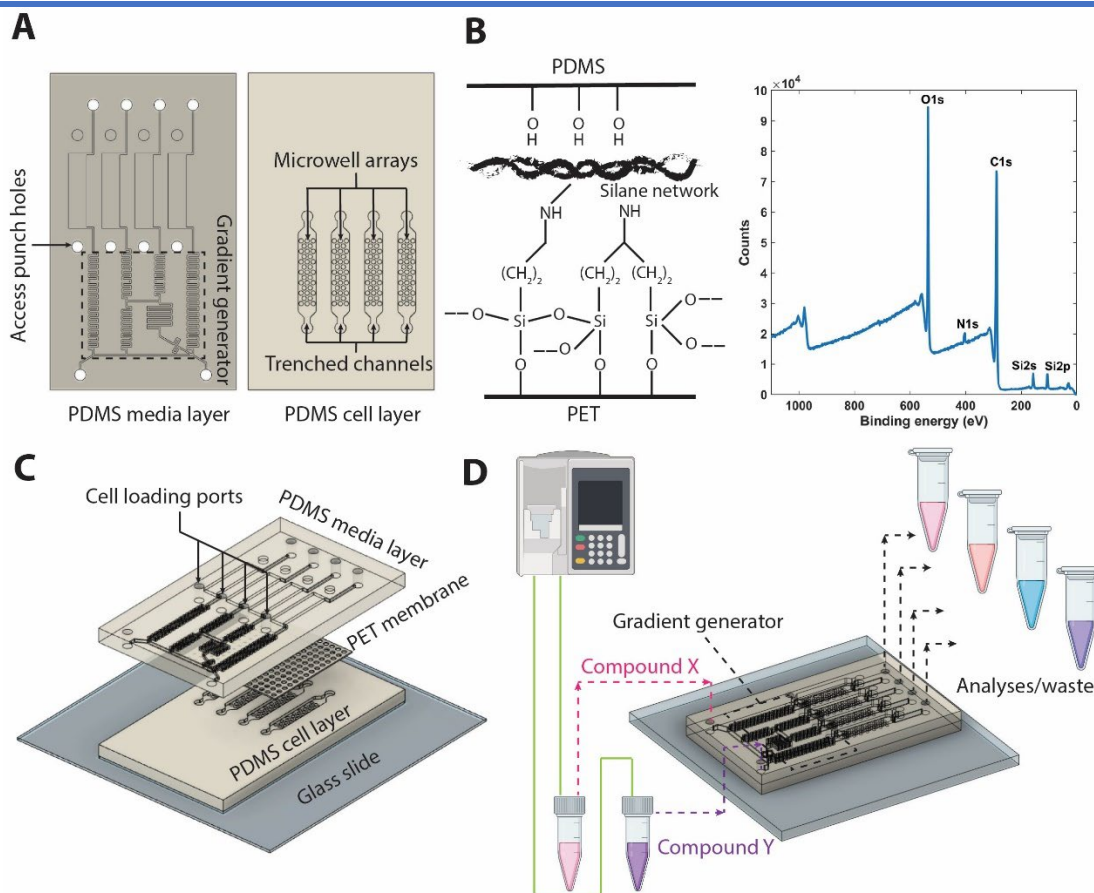 A
Access punch holes
Gradient generator
PDMS media layer
Microwell arrays
Trenched channels
PDMS cell layer
B
PDMS
O O O
H H H
Silane network
NH NH
(CH₂)₂ (CH₂)₂ (CH₂)₂
O
O Si O Si Si
O
O
O O O
PET
×10⁴
10
9
8
7
6
5
4
3
2
1
0
Counts
O1s
C1s
N1s
Si2s
Si2p
1000 800 600 400 200 0
Binding energy (eV)
C
Cell loading ports
PDMS media layer
PET membrane
PDMS cell layer
Glass slide
D
Gradient generator
Compound X
Compound Y
Analyses/waste